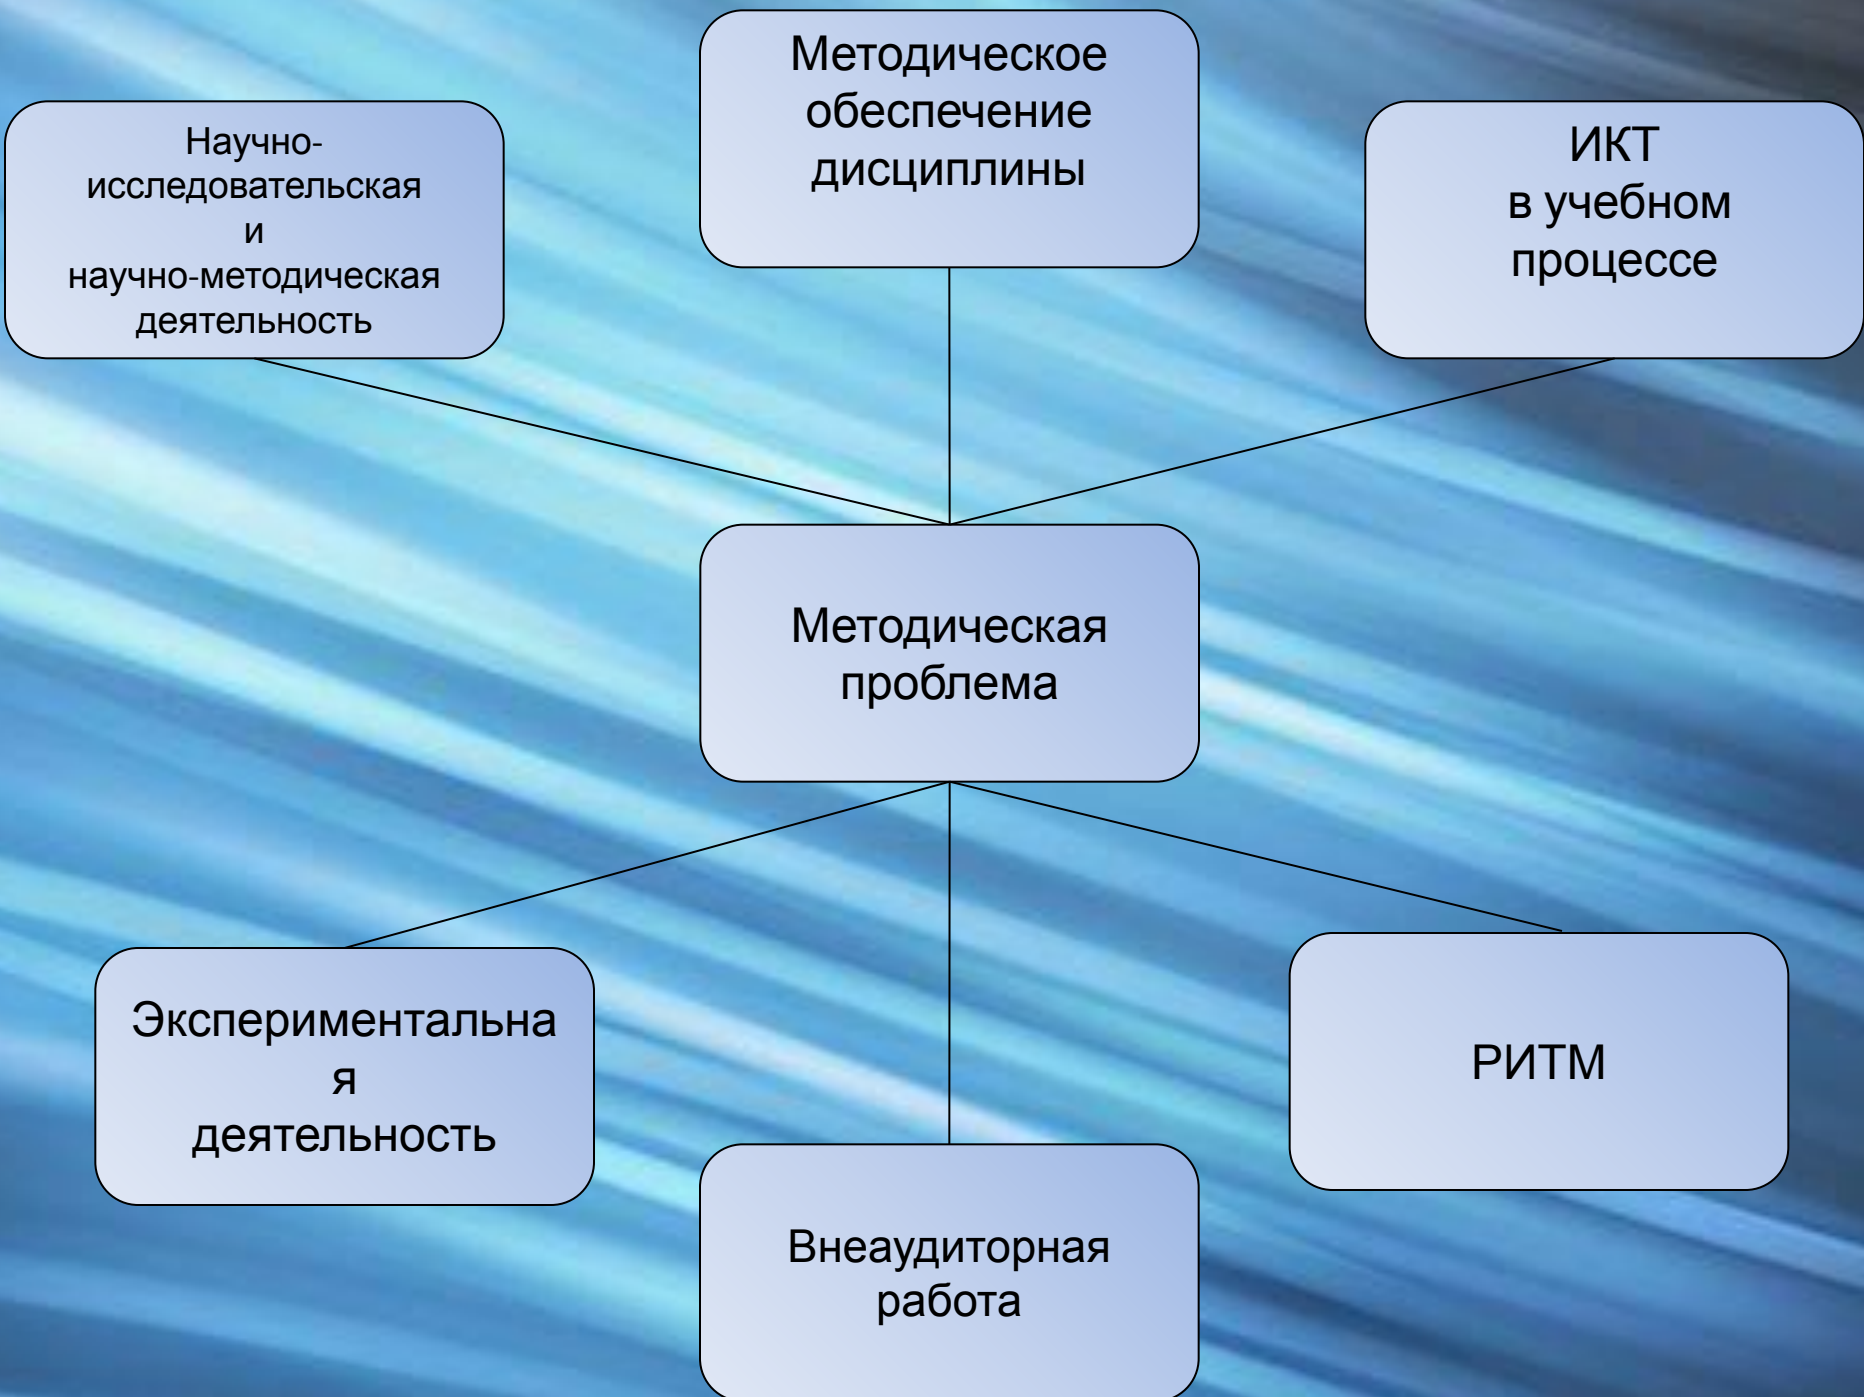 Методическое
обеспечение
дисциплины
Научно-
исследовательская
и
научно-методическая
деятельность
ИКТ
в учебном
процессе
Методическая
проблема
Экспериментальна
я
деятельность
РИТМ
Внеаудиторная
работа